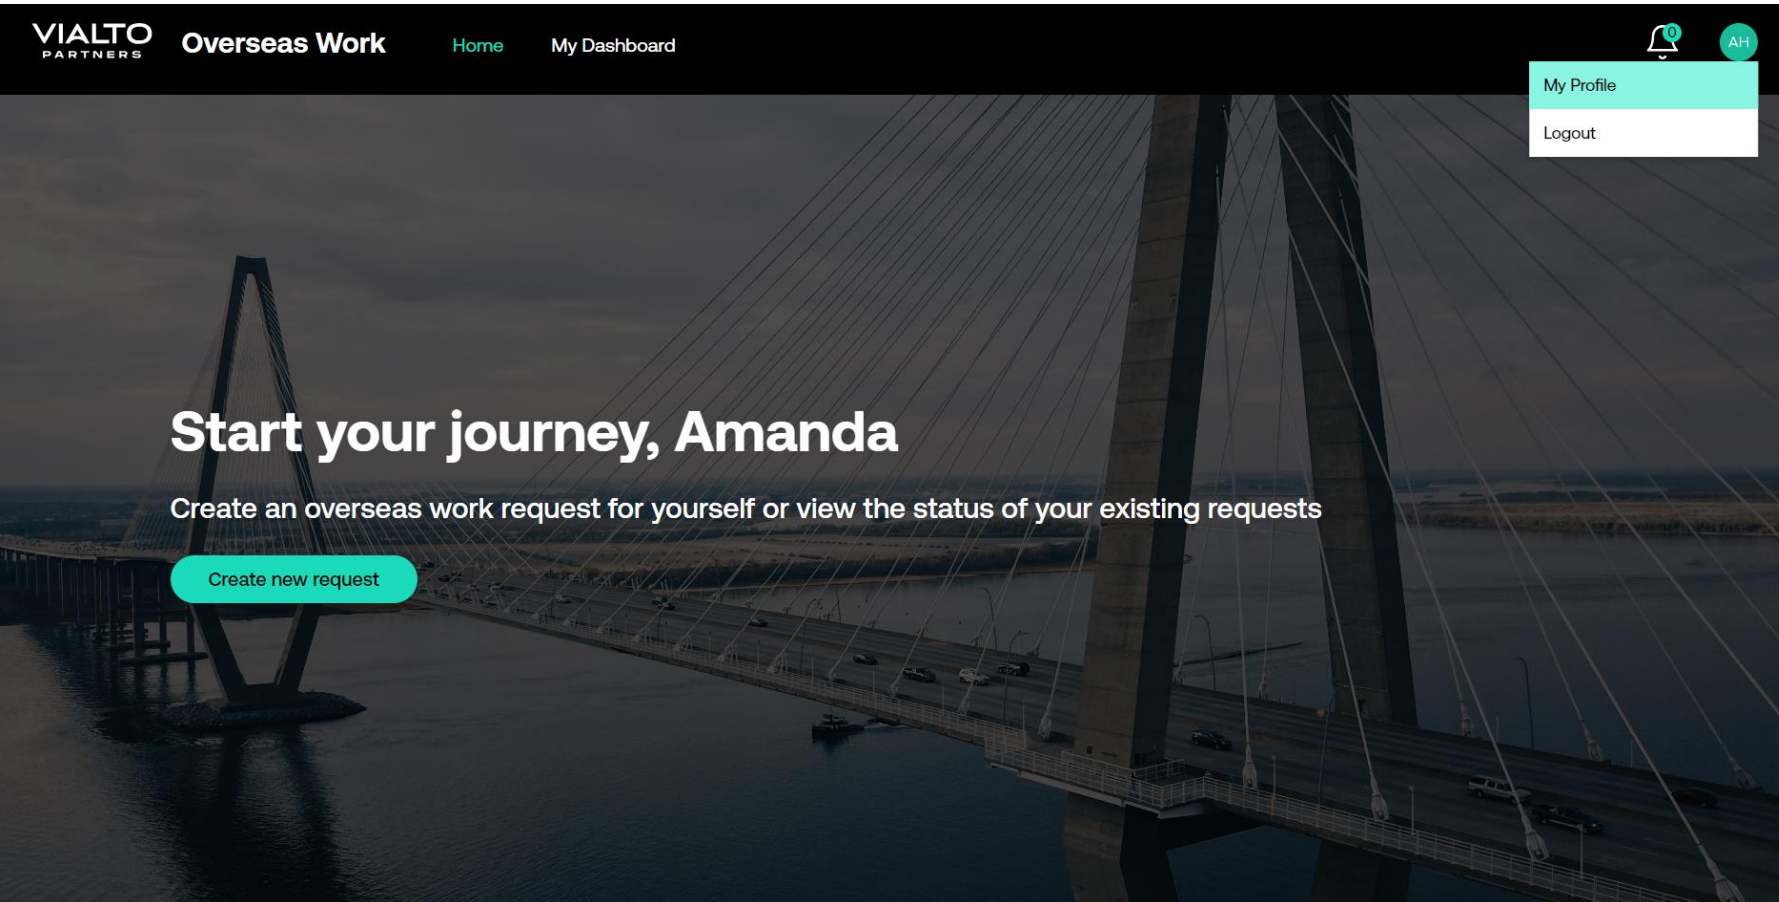 VIALTO
PARTNERS
Overseas Work
Home
My Dashboard
0
AH
My Profile
Logout
Start your journey, Amanda
Create an overseas work request for yourself or view the status of your existing requests
Create new request